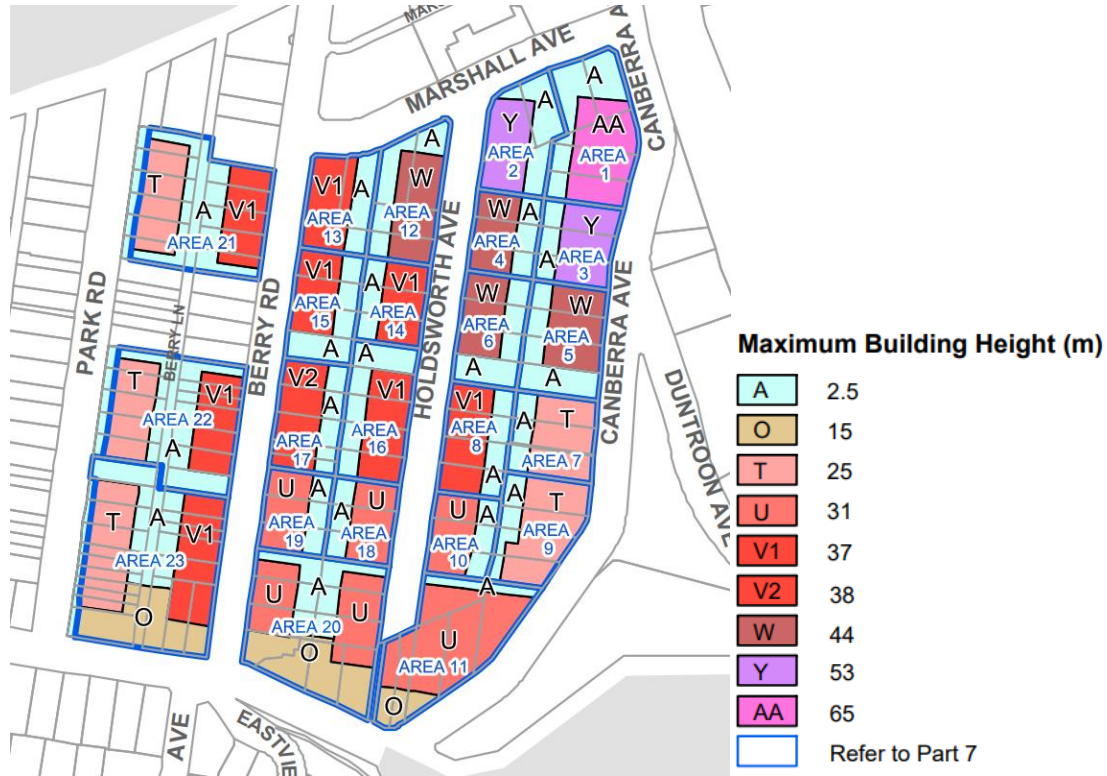 MARSHALL AVE
CANBERRA A
MARSHALL AVE
CANBERRA AVE
HOLDSWORTH AVE
BERRY RD
BERRY LN
PARK RD
DUNTROON AVE
AVE
EASTVIE
A
AA
AREA
1
Y
A
AREA
2
Y
A
AREA
3
W
A
AREA
4
W
AREA
5
A
W
AREA
6
A
T
A
AREA 7
V1
AREA
8
A
T
A
AREA
9
U
A
AREA
10
A
U
AREA 11
O
A
W
AREA
12
V1
A
AREA
13
A
V1
AREA
14
V1
AREA
15
A
A
V1
AREA
16
V2
A
AREA
17
U
A
AREA
18
U
A
AREA
19
U
A
U
AREA 20
O
T
A
V1
AREA 21
T
V1
AREA 22
A
T
A
V1
AREA 23
O
Maximum Building Height (m)
A 2.5
O 15
T 25
U 31
V1 37
V2 38
W 44
Y 53
AA 65
Refer to Part 7